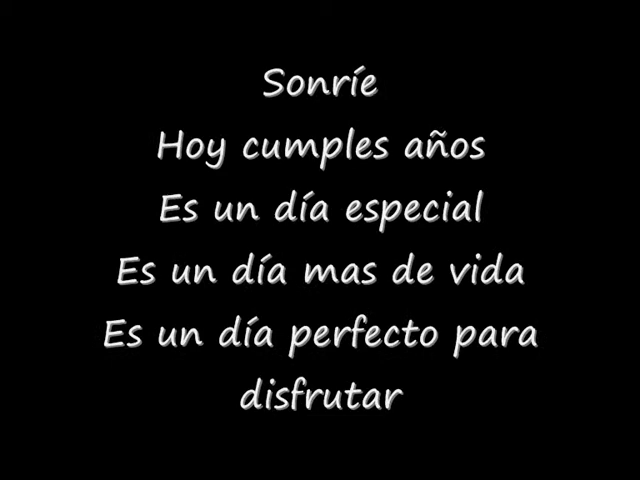 Sonríe
Hoy cumples años
Es un día especial
Es un día mas de vida
Es un día perfecto para
disfrutar